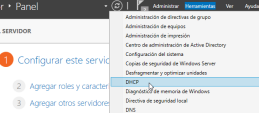 Panel
Administrar Herramientas Ver Ayuda
SERVIDOR
1 Configurar este servid
2 Agregar roles y caracter
3 Agregar otros servidores
Administración de directivas de grupo
Administración de equipos
Administración de impresión
Centro de administración de Active Directory
Configuración del sistema
Copias de seguridad de Windows Server
Desfragmentar y optimizar unidades
DHCP
Diagnóstico de memoria de Windows
Directiva de seguridad local
DNS